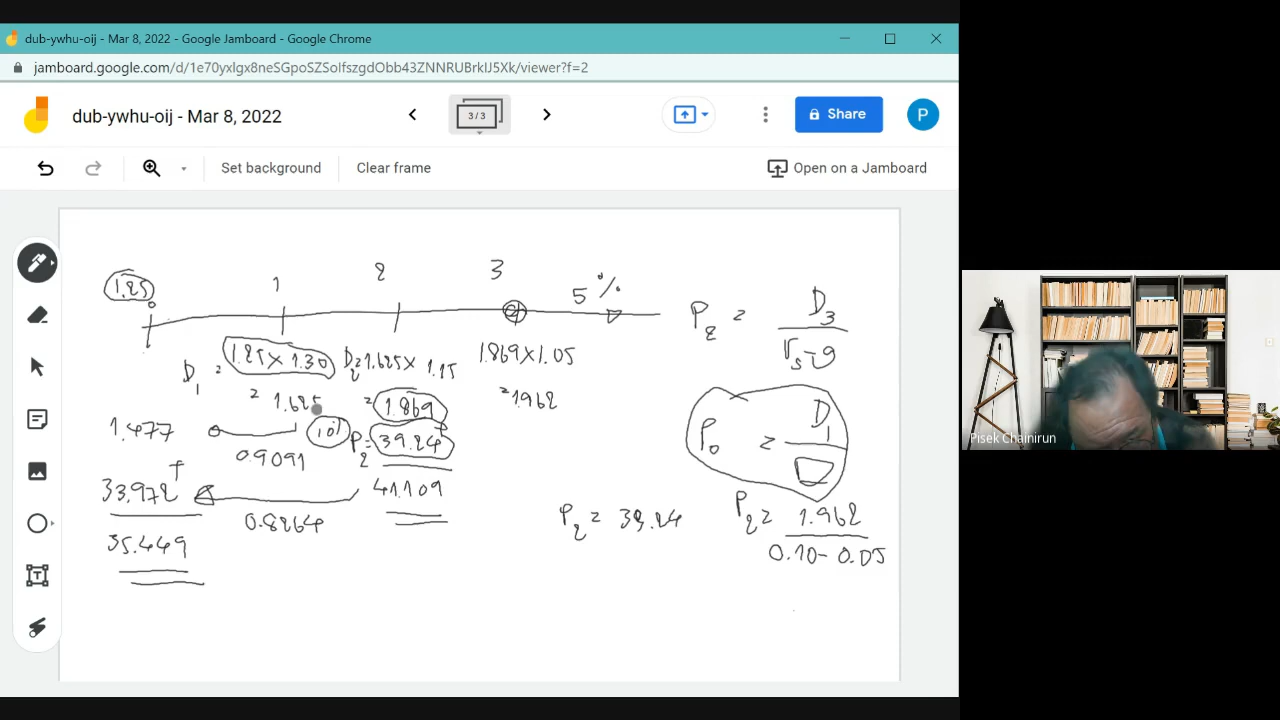 dub-ywhu-oij - Mar 8, 2022 - Google Jamboard - Google Chrome
jamboard.google.com/d/1e70yxlgx8neSGpoSZSolfszgdObb43ZNNRUBrkIJ5Xk/viewer?f=2
dub-ywhu-oij - Mar 8, 2022
3 / 3
Share
P
Set background
Clear frame
Open on a Jamboard
1.25
0
1
2
3
5 %
P2 = D3
rs-g
D1 = 1.25 × 1.30
D2 = 1.625 × 1.15
1.869 × 1.05
= 1.625
= 1.869
= 1.962
P0 = D1
1.477
10%
P2 = 39.24
0.9091
+
33.972
41.109
0.8264
35.449
P2 = 39.24
P2 = 1.962
0.10 - 0.05
Pisek Chainirun